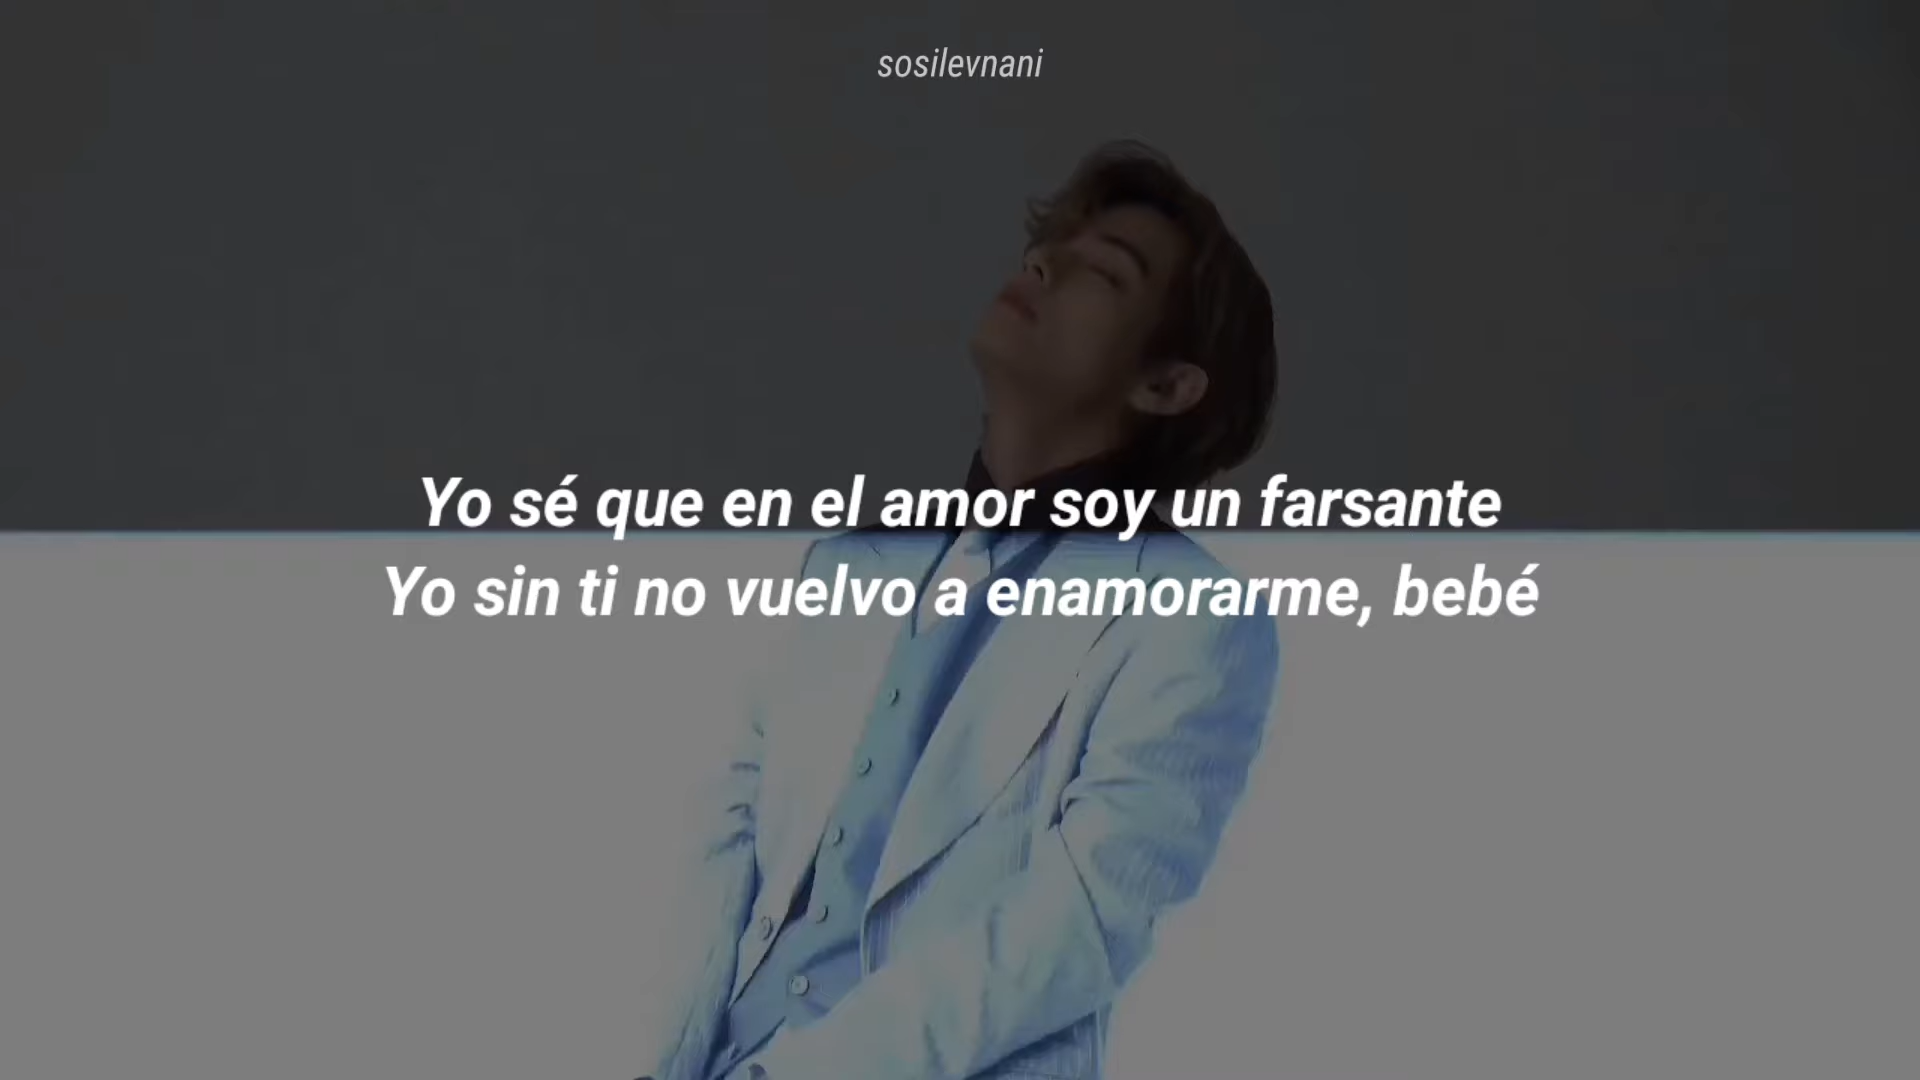 sosilevnani
Yo sé que en el amor soy un farsante
Yo sin ti no vuelvo a enamorarme, bebé